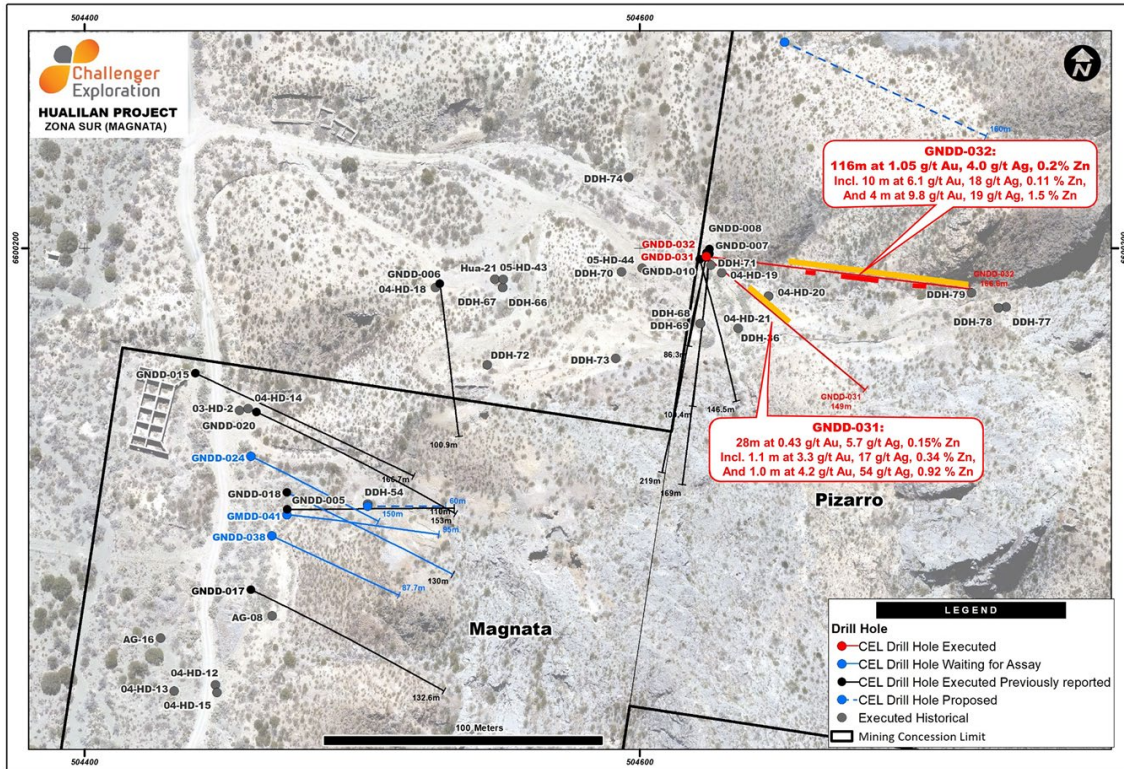 504400
504600
Challenger
Exploration
HUALILAN PROJECT
ZONA SUR (MAGNATA)
N
160m
GNDD-032:
116m at 1.05 g/t Au, 4.0 g/t Ag, 0.2% Zn
Incl. 10 m at 6.1 g/t Au, 18 g/t Ag, 0.11 % Zn,
And 4 m at 9.8 g/t Au, 19 g/t Ag, 1.5 % Zn
DDH-74
6600200
6600200
GNDD-008
GNDD-032
GNDD-007
GNDD-031
DDH-71
05-HD-44
GNDD-010
04-HD-19
DDH-70
GNDD-006
Hua-21
05-HD-43
04-HD-18
DDH-67
DDH-66
GNDD-032
04-HD-20
DDH-79
DDH-78
DDH-77
DDH-68
DDH-69
04-HD-21
DDH-36
86.3m
DDH-72
DDH-73
GNDD-015
GNDD-031
149m
146.5m
04-HD-14
03-HD-2
GNDD-020
100.9m
GNDD-031:
28m at 0.43 g/t Au, 5.7 g/t Ag, 0.15% Zn
Incl. 1.1 m at 3.3 g/t Au, 17 g/t Ag, 0.34 % Zn,
And 1.0 m at 4.2 g/t Au, 54 g/t Ag, 0.92 % Zn
GNDD-024
219m
169m
GNDD-018
GNDD-005
DDH-54
60m
150m
110m
153m
GMDD-041
95m
GNDD-038
Pizarro
130m
87.7m
GNDD-017
AG-08
AG-16
Magnata
132.6m
04-HD-12
04-HD-13
04-HD-15
100 Meters
LEGEND
Drill Hole
CEL Drill Hole Executed
CEL Drill Hole Waiting for Assay
CEL Drill Hole Executed Previously reported
CEL Drill Hole Proposed
Executed Historical
Mining Concession Limit
504400
504600